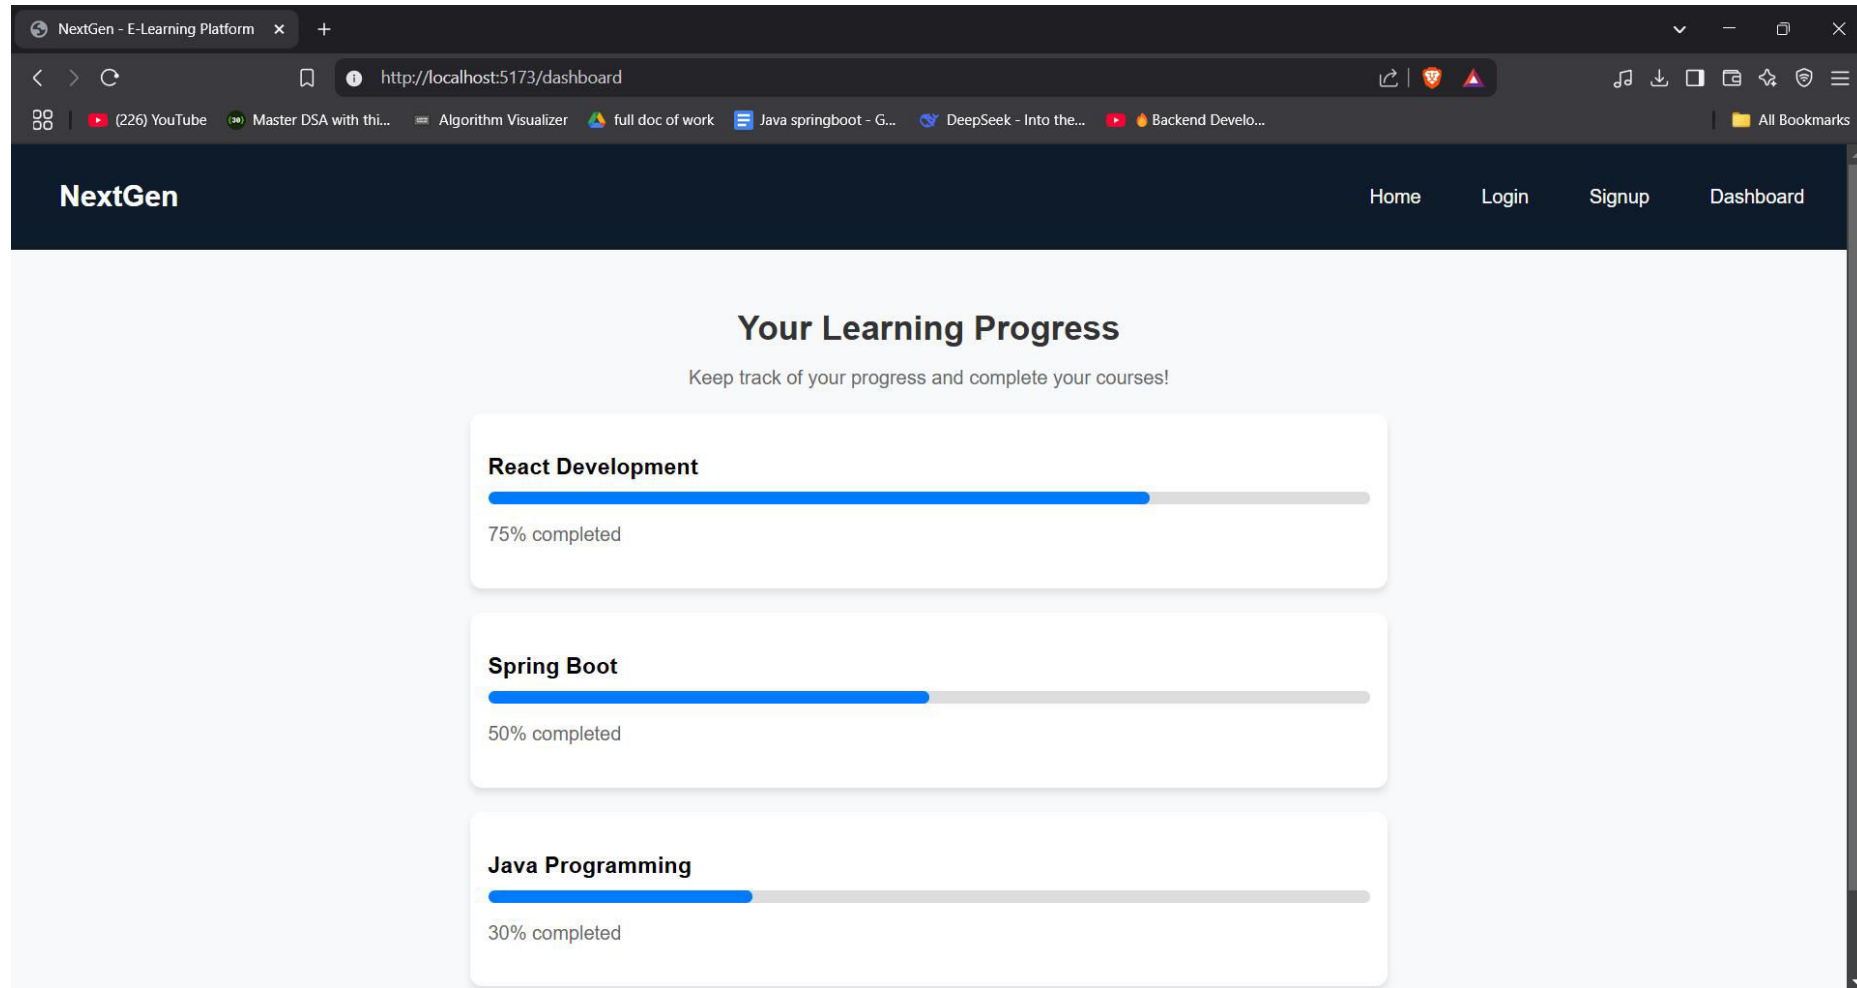 NextGen - E-Learning Platform
http://localhost:5173/dashboard
(226) YouTube Master DSA with thi... Algorithm Visualizer full doc of work Java springboot - G... DeepSeek - Into the... Backend Develo... All Bookmarks
NextGen Home Login Signup Dashboard
Your Learning Progress
Keep track of your progress and complete your courses!
React Development
75% completed
Spring Boot
50% completed
Java Programming
30% completed